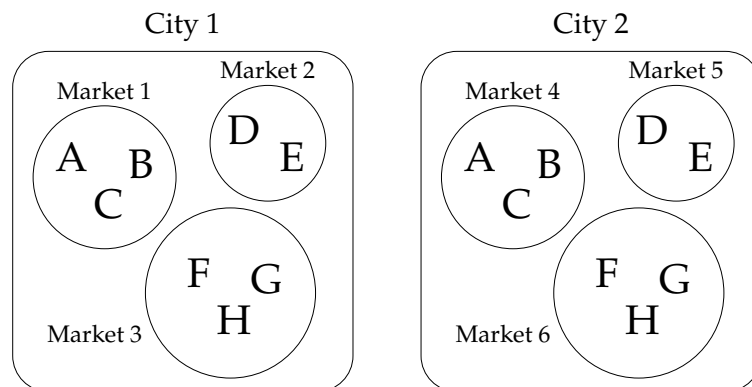 City 1
Market 1
Market 2
A
B
C
D
E
Market 3
F
G
H
City 2
Market 4
Market 5
A
B
C
D
E
Market 6
F
G
H